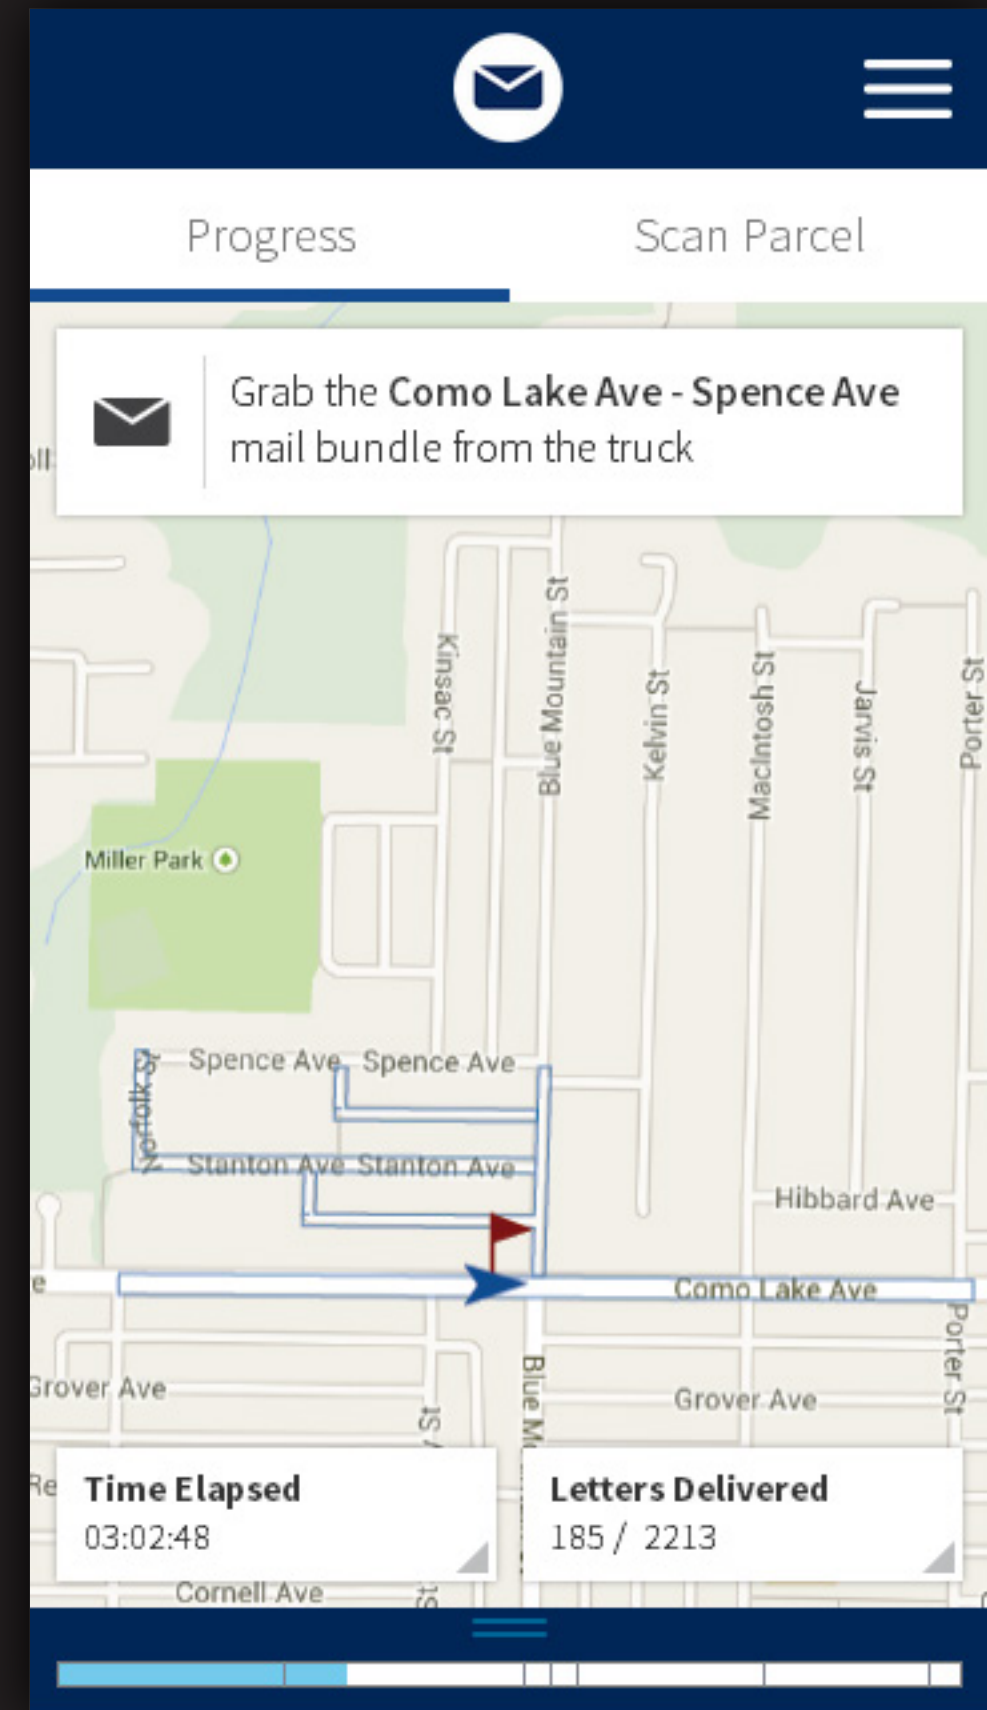 Progress
Scan Parcel
Grab the Como Lake Ave - Spence Ave
mail bundle from the truck
Kinsac St
Blue Mountain St
Kelvin St
MacIntosh St
Jarvis St
Porter St
Miller Park
Spence Ave
Spence Ave
Norfolk St
Stanton Ave
Stanton Ave
Hibbard Ave
e
Como Lake Ave
Porter St
Grover Ave
Grover Ave
St
Blue Mo
Re
Time Elapsed
03:02:48
Letters Delivered
185 / 2213
Cornell Ave